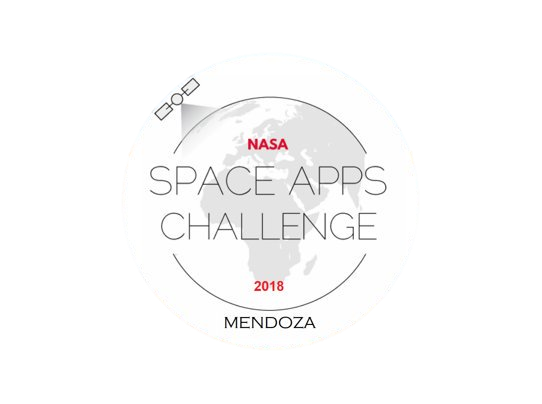 NASA
SPACE APPS
CHALLENGE
2018
MENDOZA